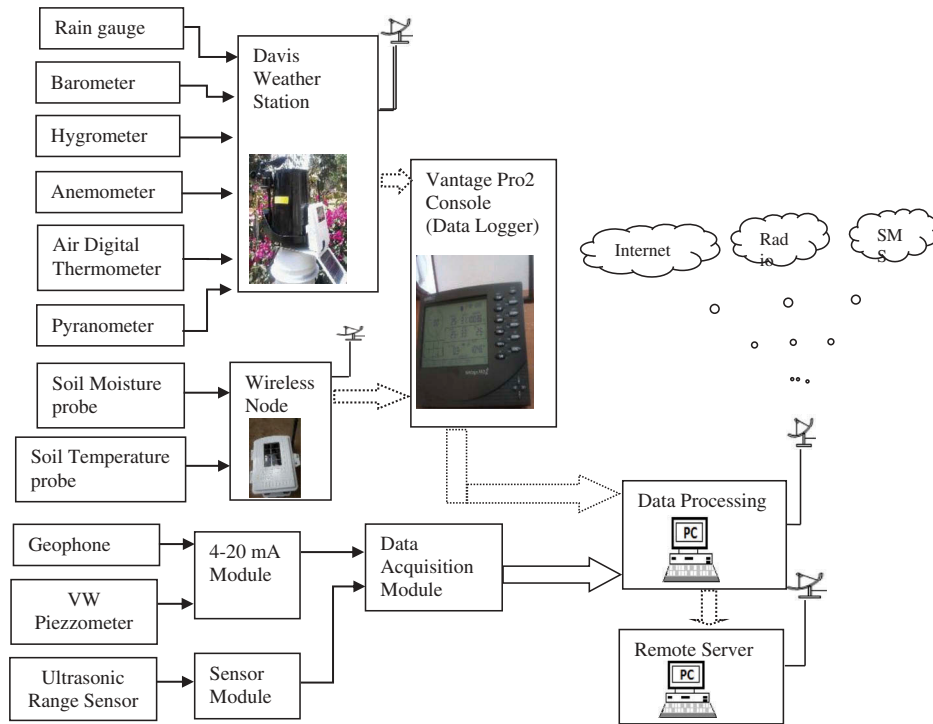 Rain gauge
Barometer
Hygrometer
Anemometer
Air Digital
Thermometer
Pyranometer
Soil Moisture
probe
Soil Temperature
probe
Geophone
VW
Piezzometer
Ultrasonic
Range Sensor
Davis
Weather
Station
Wireless
Node
4-20 mA
Module
Sensor
Module
Vantage Pro2
Console
(Data Logger)
Data
Acquisition
Module
Internet
Rad
io
SM
S
Data Processing
PC
Remote Server
PC